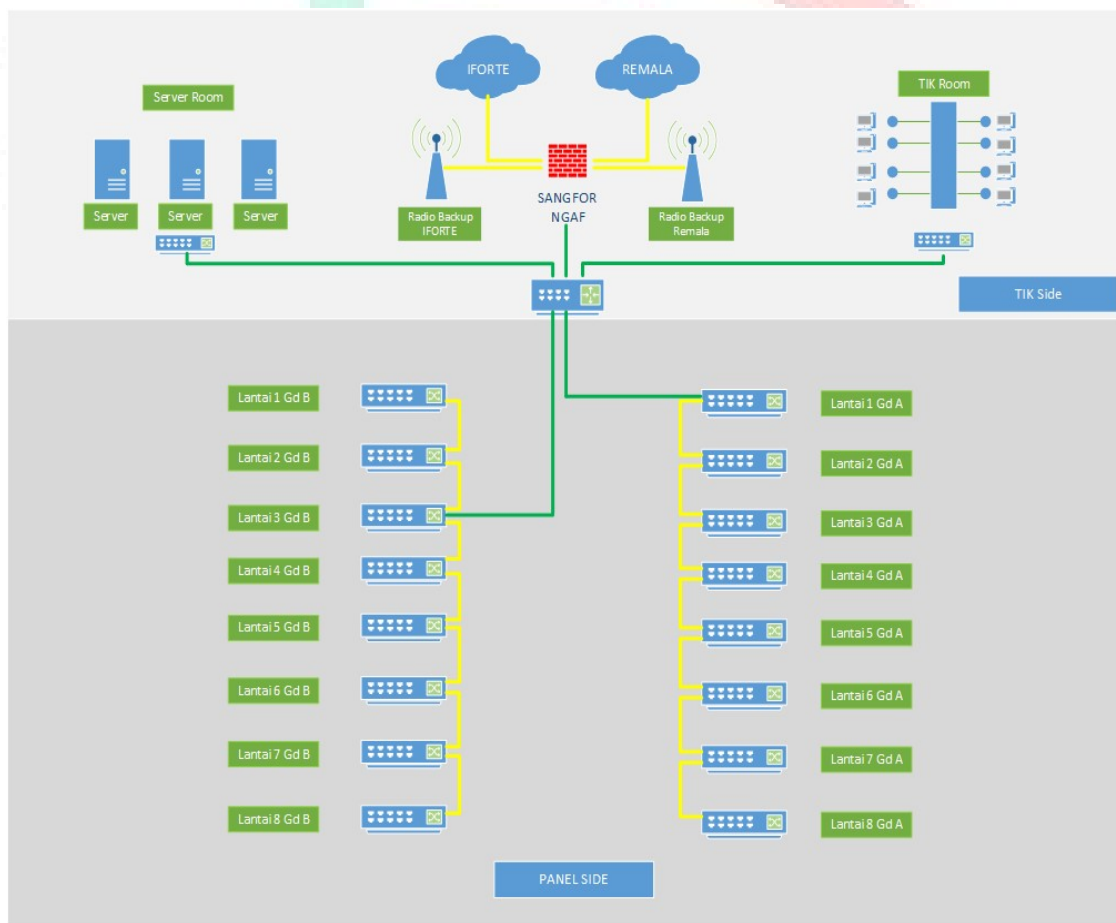 IFORTE
REMALA
Server Room
TIK Room
Server
Server
Server
Radio Backup
IFORTE
SANGFOR
NGAF
Radio Backup
Remala
TIK Side
Lantai 1 Gd B
Lantai 1 Gd A
Lantai 2 Gd B
Lantai 2 Gd A
Lantai 3 Gd B
Lantai 3 Gd A
Lantai 4 Gd B
Lantai 4 Gd A
Lantai 5 Gd B
Lantai 5 Gd A
Lantai 6 Gd B
Lantai 6 Gd A
Lantai 7 Gd B
Lantai 7 Gd A
Lantai 8 Gd B
Lantai 8 Gd A
PANEL SIDE